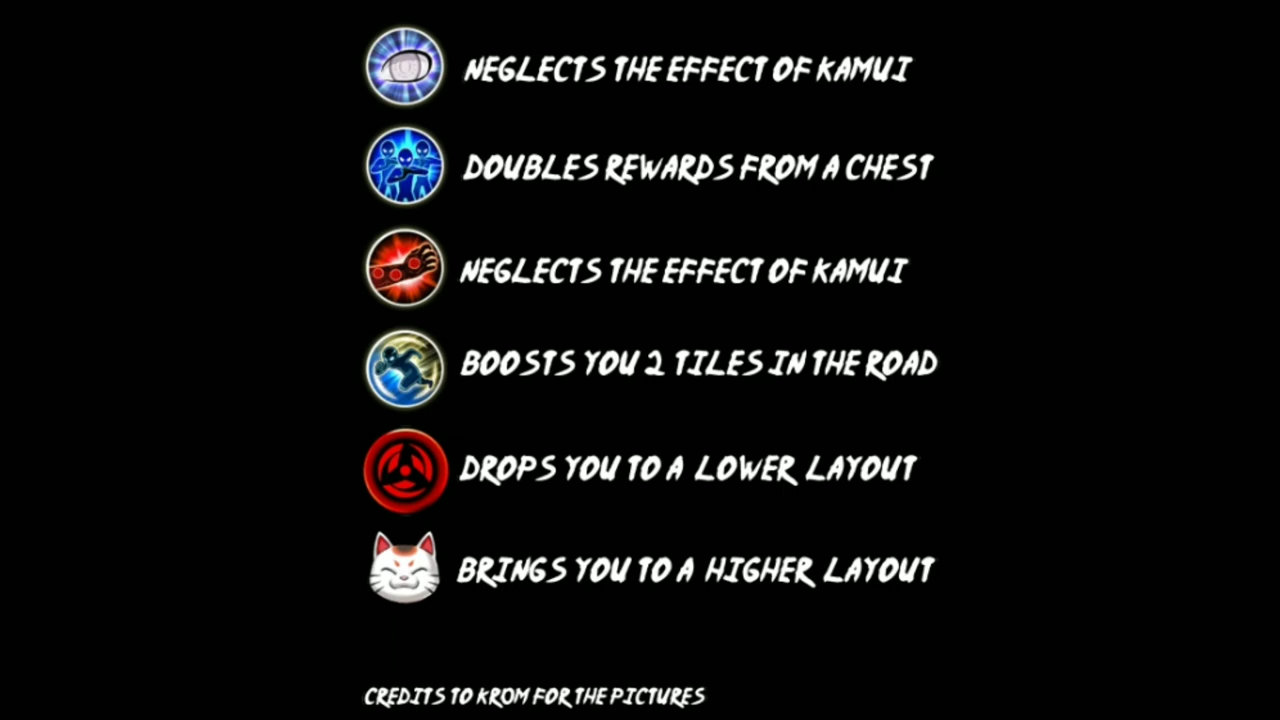 NEGLECTS THE EFFECT OF KAMUI
DOUBLES REWARDS FROM A CHEST
NEGLECTS THE EFFECT OF KAMUI
BOOSTS YOU 2 TILES IN THE ROAD
DROPS YOU TO A LOWER LAYOUT
BRINGS YOU TO A HIGHER LAYOUT
CREDITS TO KROM FOR THE PICTURES